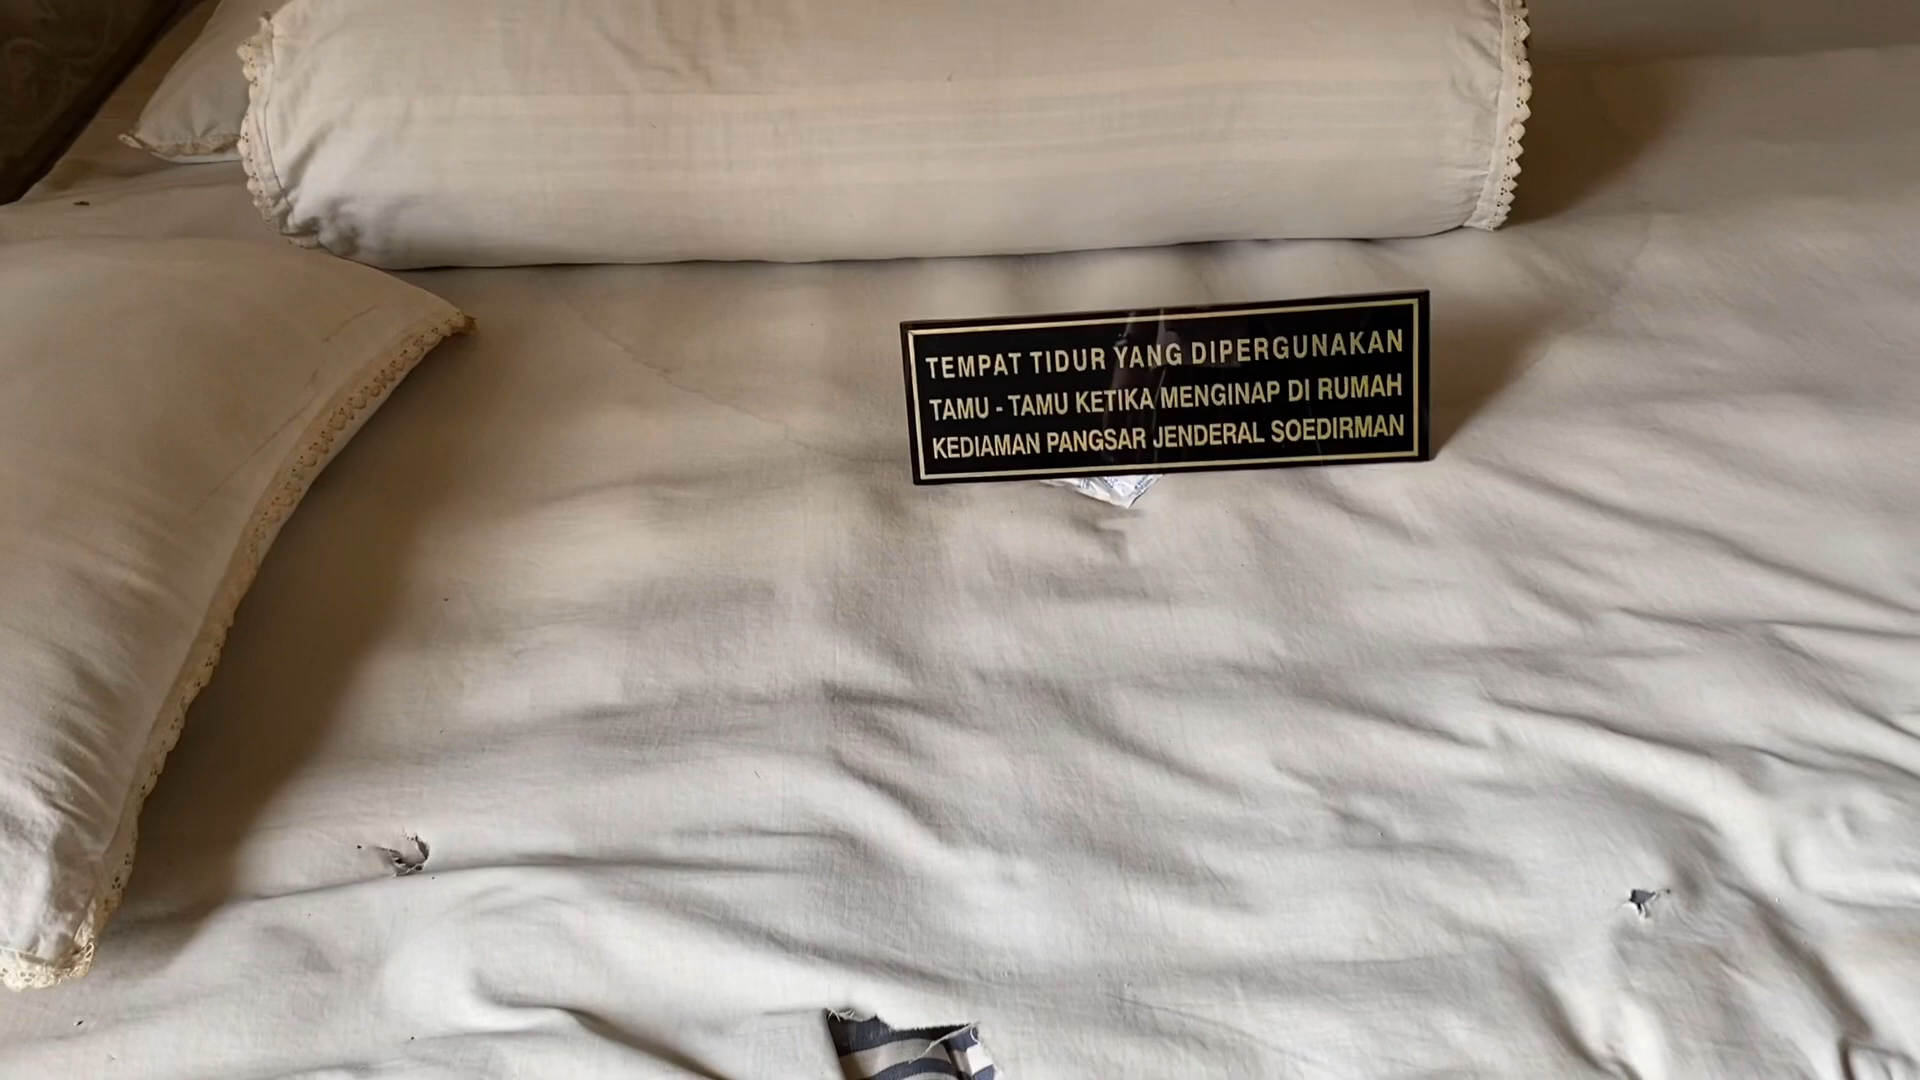 TEMPAT TIDUR YANG DIPERGUNAKAN
TAMU - TAMU KETIKA MENGINAP DI RUMAH
KEDIAMAN PANGSAR JENDERAL SOEDIRMAN